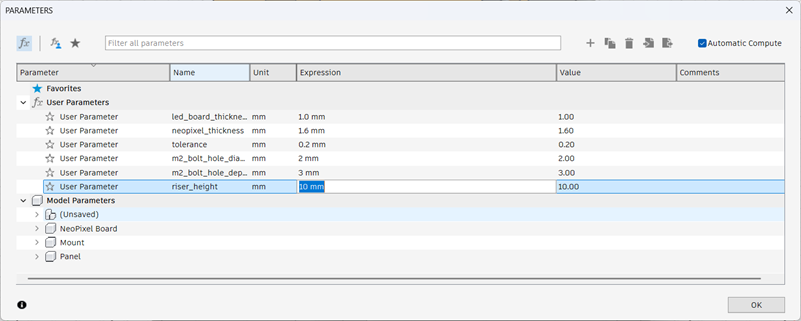 PARAMETERS
fx Filter all parameters Automatic Compute
Parameter Name Unit Expression Value Comments
Favorites
fx User Parameters
User Parameter led_board_thickne... mm 1.0 mm 1.00
User Parameter neopixel_thickness mm 1.6 mm 1.60
User Parameter tolerance mm 0.2 mm 0.20
User Parameter m2_bolt_hole_dia... mm 2 mm 2.00
User Parameter m2_bolt_hole_dep... mm 3 mm 3.00
User Parameter riser_height mm 10 mm 10.00
Model Parameters
(Unsaved)
NeoPixel Board
Mount
Panel
OK